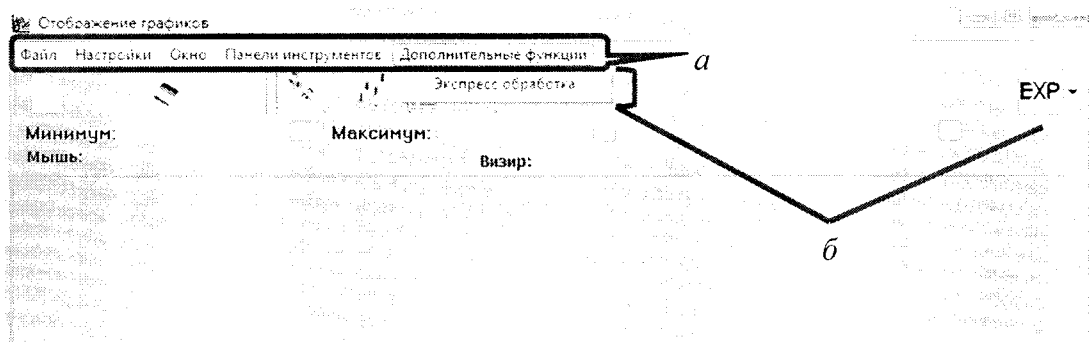 Отображение графиков
Файл Настройки Окно Панели инструментов Дополнительные функции
а
Экспресс обработка
EXP
Минимум: Максимум:
Мышь: Визир:
б